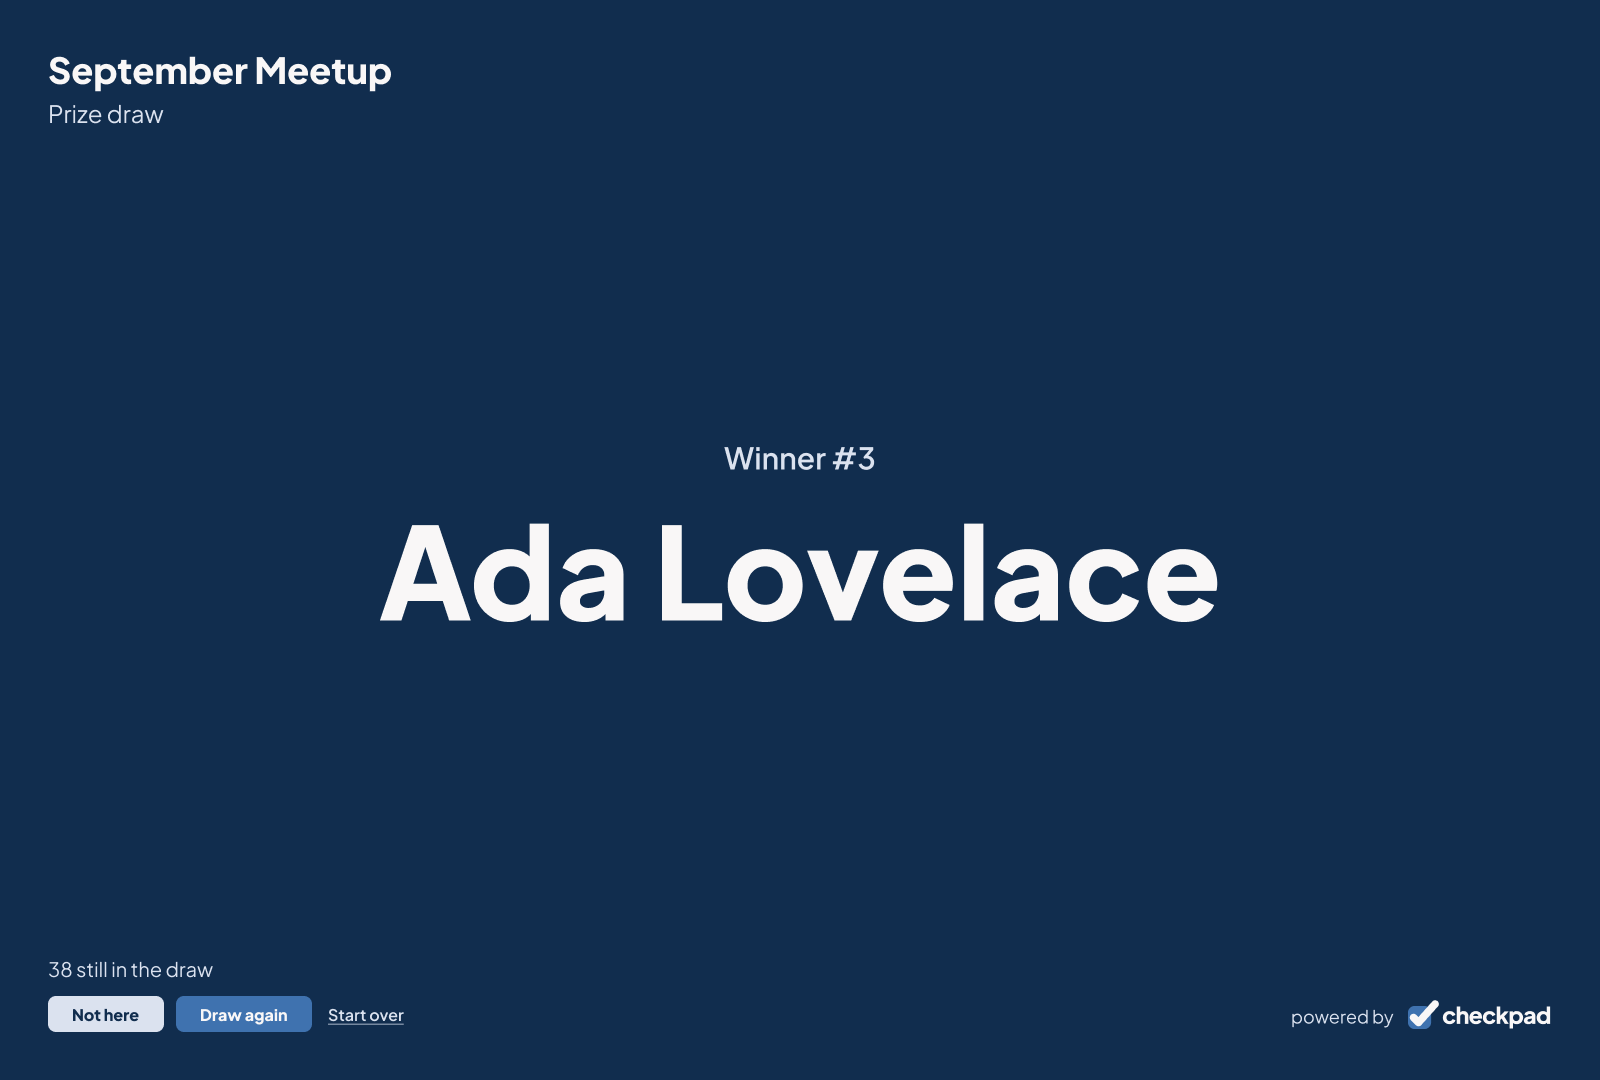 September Meetup
Prize draw
Winner #3
Ada Lovelace
38 still in the draw
Not here
Draw again
Start over
powered by checkpad